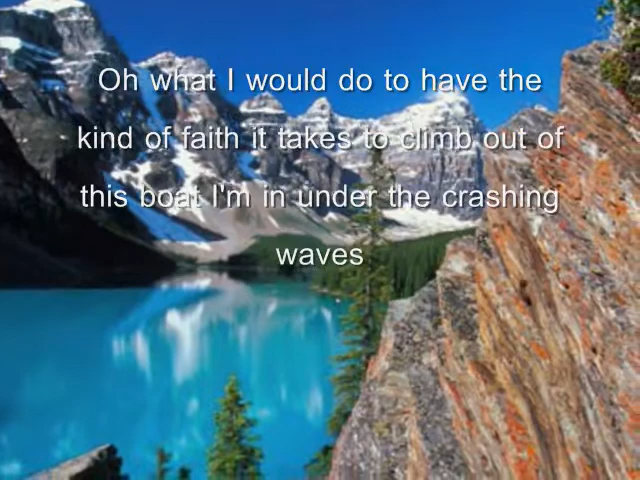 Oh what I would do to have the
kind of faith it takes to climb out of
this boat I'm in under the crashing
waves